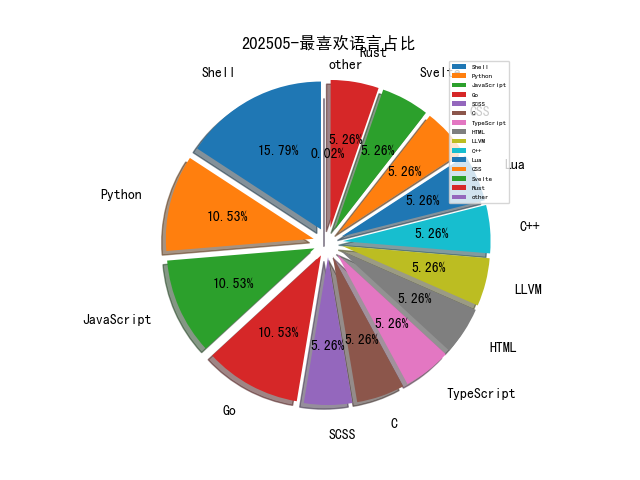 202505-最喜欢语言占比
Shell
Python
JavaScript
Go
SCSS
C
TypeScript
HTML
LLVM
C++
Lua
CSS
Svelte
Rust
other
15.79%
10.53%
10.53%
10.53%
5.26%
5.26%
5.26%
5.26%
5.26%
5.26%
5.26%
5.26%
5.26%
5.26%
0.02%
Shell
Python
JavaScript
Go
SCSS
C
TypeScript
HTML
LLVM
C++
Lua
CSS
Svelte
Rust
other